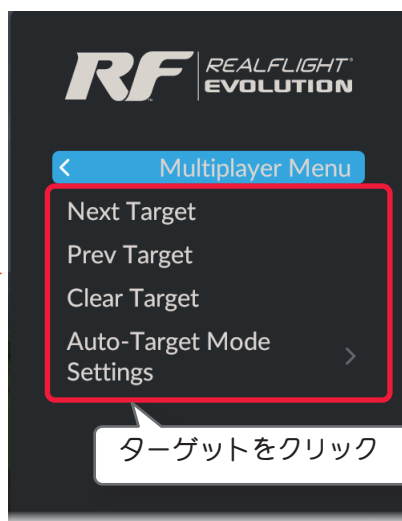 RF REALFLIGHT
EVOLUTION
Multiplayer Menu
Next Target
Prev Target
Clear Target
Auto-Target Mode
Settings
ターゲットをクリック